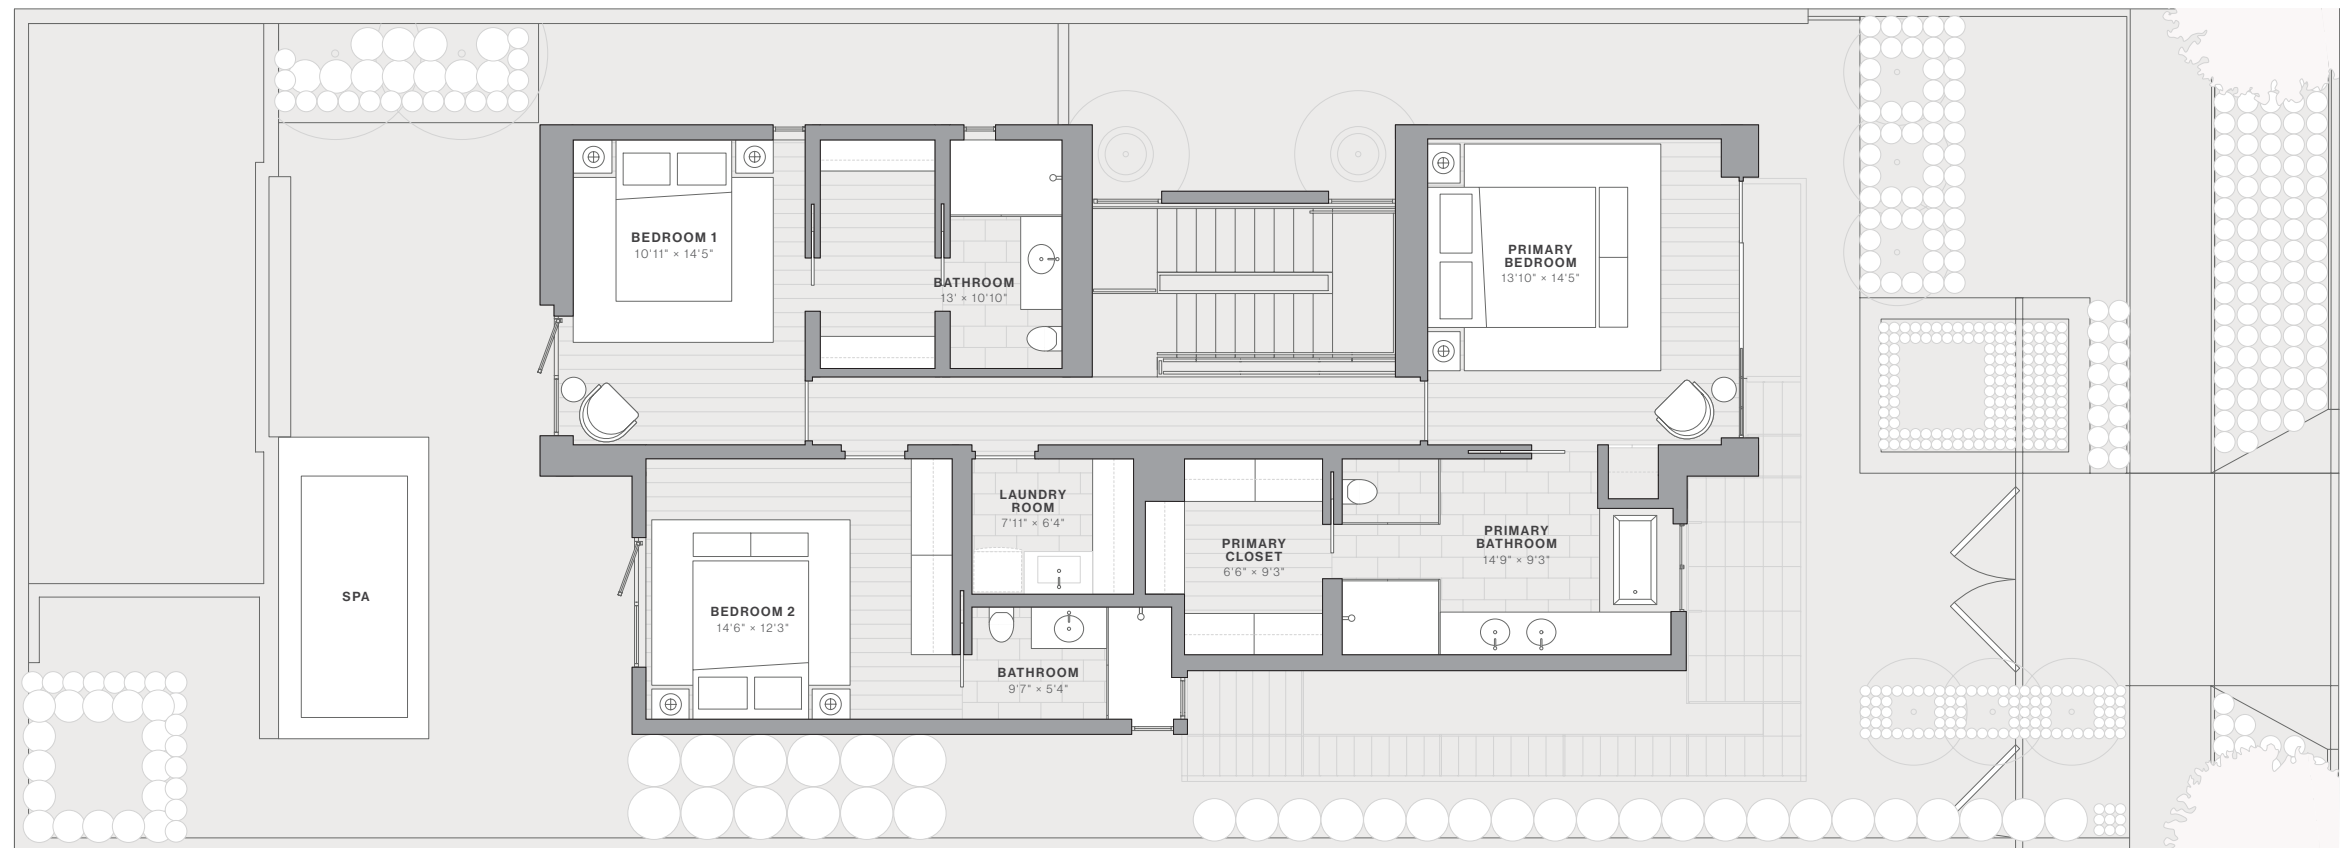 BEDROOM 1
10'11" × 14'5"
BATHROOM
13' × 10'10"
PRIMARY
BEDROOM
13'10" × 14'5"
LAUNDRY
ROOM
7'11" × 6'4"
PRIMARY
CLOSET
6'6" × 9'3"
PRIMARY
BATHROOM
14'9" × 9'3"
SPA
BEDROOM 2
14'6" × 12'3"
BATHROOM
9'7" × 5'4"